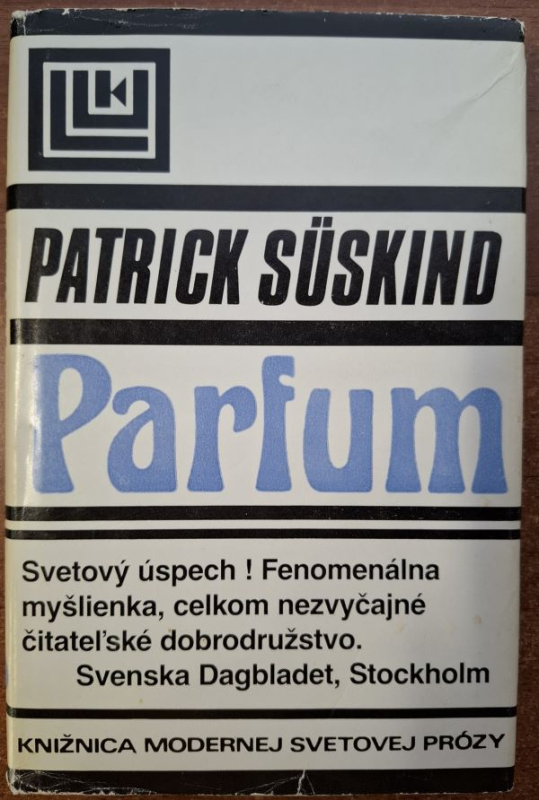 PATRICK SÜSKIND
Parfum
Svetový úspech ! Fenomenálna
myšlienka, celkom nezvyčajné
čitateľské dobrodružstvo.
Svenska Dagbladet, Stockholm
KNIŽNICA MODERNEJ SVETOVEJ PRÓZY